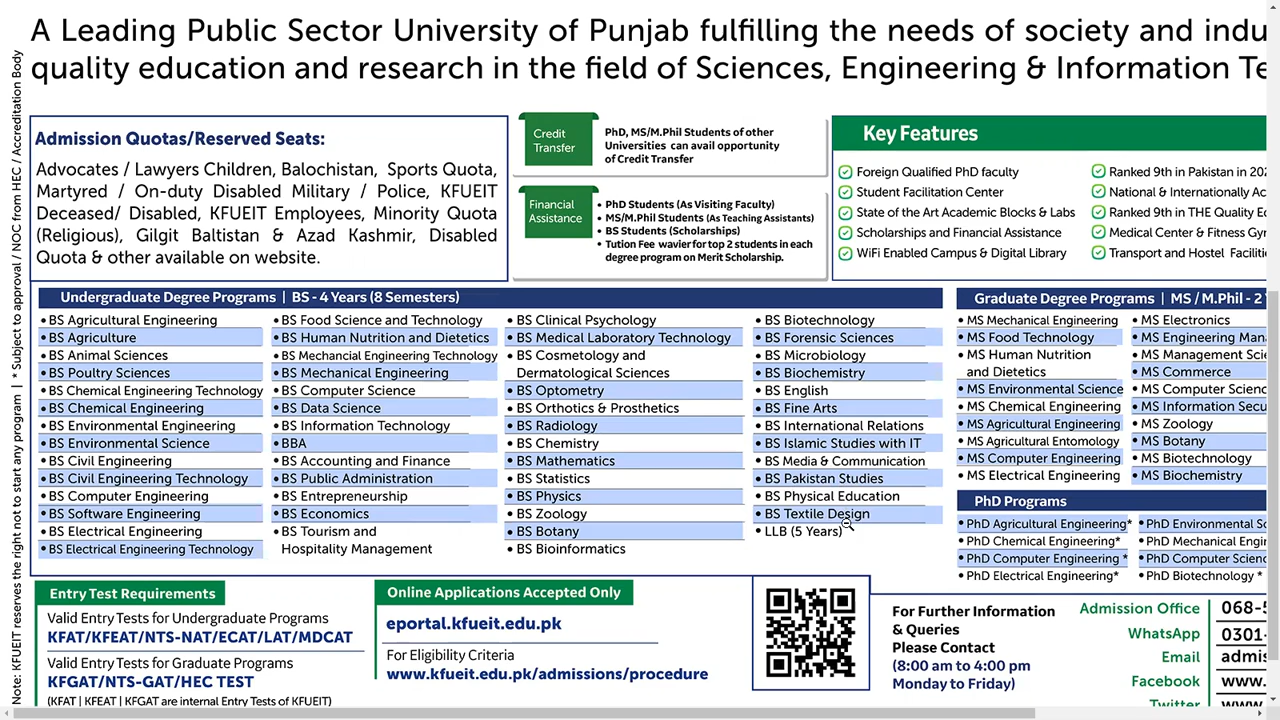 A Leading Public Sector University of Punjab fulfilling the needs of society and indu
quality education and research in the field of Sciences, Engineering & Information Te
Note: KFUEIT reserves the right not to start any program | * Subject to approval / NOC from HEC / Accreditation Body
Admission Quotas/Reserved Seats:
Advocates / Lawyers Children, Balochistan, Sports Quota,
Martyred / On-duty Disabled Military / Police, KFUEIT
Deceased/ Disabled, KFUEIT Employees, Minority Quota
(Religious), Gilgit Baltistan & Azad Kashmir, Disabled
Quota & other available on website.
Credit
Transfer
PhD, MS/M.Phil Students of other
Universities can avail opportunity
of Credit Transfer
Financial
Assistance
• PhD Students (As Visiting Faculty)
• MS/M.Phil Students (As Teaching Assistants)
• BS Students (Scholarships)
• Tution Fee wavier for top 2 students in each
degree program on Merit Scholarship.
Key Features
Foreign Qualified PhD faculty
Student Facilitation Center
State of the Art Academic Blocks & Labs
Scholarships and Financial Assistance
WiFi Enabled Campus & Digital Library
Ranked 9th in Pakistan in 202
National & Internationally Ac
Ranked 9th in THE Quality Ed
Medical Center & Fitness Gym
Transport and Hostel Faciliti
Undergraduate Degree Programs | BS - 4 Years (8 Semesters)
• BS Agricultural Engineering
• BS Agriculture
• BS Animal Sciences
• BS Poultry Sciences
• BS Chemical Engineering Technology
• BS Chemical Engineering
• BS Environmental Engineering
• BS Environmental Science
• BS Civil Engineering
• BS Civil Engineering Technology
• BS Computer Engineering
• BS Software Engineering
• BS Electrical Engineering
• BS Electrical Engineering Technology
• BS Food Science and Technology
• BS Human Nutrition and Dietetics
• BS Mechancial Engineering Technology
• BS Mechanical Engineering
• BS Computer Science
• BS Data Science
• BS Information Technology
• BBA
• BS Accounting and Finance
• BS Public Administration
• BS Entrepreneurship
• BS Economics
• BS Tourism and
Hospitality Management
• BS Clinical Psychology
• BS Medical Laboratory Technology
• BS Cosmetology and
Dermatological Sciences
• BS Optometry
• BS Orthotics & Prosthetics
• BS Radiology
• BS Chemistry
• BS Mathematics
• BS Statistics
• BS Physics
• BS Zoology
• BS Botany
• BS Bioinformatics
• BS Biotechnology
• BS Forensic Sciences
• BS Microbiology
• BS Biochemistry
• BS English
• BS Fine Arts
• BS International Relations
• BS Islamic Studies with IT
• BS Media & Communication
• BS Pakistan Studies
• BS Physical Education
• BS Textile Design
• LLB (5 Years)
Graduate Degree Programs | MS / M.Phil - 2 Y
• MS Mechanical Engineering
• MS Food Technology
• MS Human Nutrition
and Dietetics
• MS Environmental Science
• MS Chemical Engineering
• MS Agricultural Engineering
• MS Agricultural Entomology
• MS Computer Engineering
• MS Electrical Engineering
• MS Electronics
• MS Engineering Man
• MS Management Scie
• MS Commerce
• MS Computer Scienc
• MS Information Secu
• MS Zoology
• MS Botany
• MS Biotechnology
• MS Biochemistry
PhD Programs
• PhD Agricultural Engineering*
• PhD Chemical Engineering*
• PhD Computer Engineering *
• PhD Electrical Engineering*
• PhD Environmental Sc
• PhD Mechanical Engin
• PhD Computer Scienc
• PhD Biotechnology *
Entry Test Requirements
Valid Entry Tests for Undergraduate Programs
KFAT/KFEAT/NTS-NAT/ECAT/LAT/MDCAT
Valid Entry Tests for Graduate Programs
KFGAT/NTS-GAT/HEC TEST
(KFAT | KFEAT | KFGAT are internal Entry Tests of KFUEIT)
Online Applications Accepted Only
eportal.kfueit.edu.pk
For Eligibility Criteria
www.kfueit.edu.pk/admissions/procedure
For Further Information
& Queries
Please Contact
(8:00 am to 4:00 pm
Monday to Friday)
Admission Office 068-5
WhatsApp 0301-
Email admis
Facebook www.
Twitter www